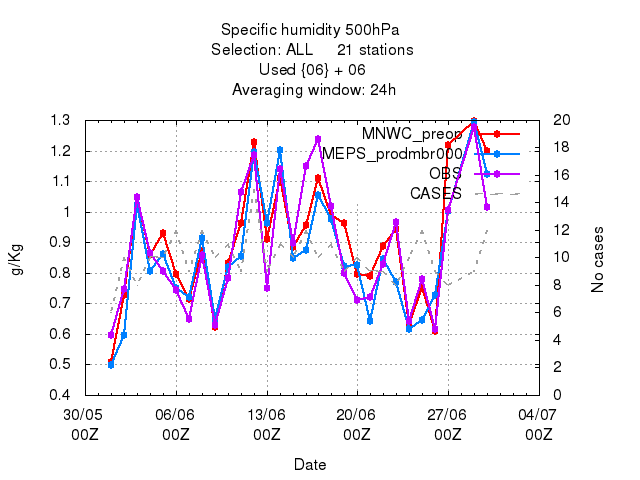 Specific humidity 500hPa
Selection: ALL 21 stations
Used {06} + 06
Averaging window: 24h
1.3
1.2
1.1
1
0.9
0.8
0.7
0.6
0.5
0.4
g/Kg
20
18
16
14
12
10
8
6
4
2
0
No cases
MNWC_preop
MEPS_prodmbr000
OBS
CASES
30/05 06/06 13/06 20/06 27/06 04/07
00Z 00Z 00Z 00Z 00Z 00Z
Date